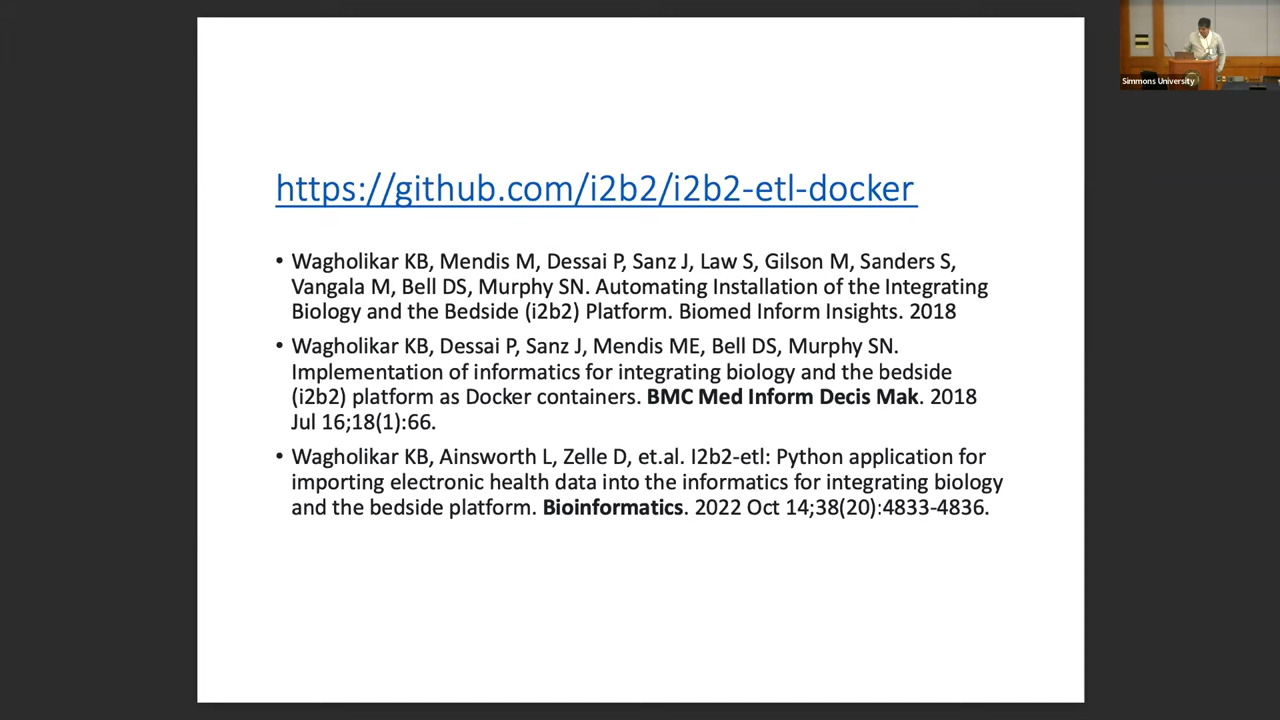 https://github.com/i2b2/i2b2-etl-docker
• Wagholikar KB, Mendis M, Dessai P, Sanz J, Law S, Gilson M, Sanders S,
Vangala M, Bell DS, Murphy SN. Automating Installation of the Integrating
Biology and the Bedside (i2b2) Platform. Biomed Inform Insights. 2018
• Wagholikar KB, Dessai P, Sanz J, Mendis ME, Bell DS, Murphy SN.
Implementation of informatics for integrating biology and the bedside
(i2b2) platform as Docker containers. BMC Med Inform Decis Mak. 2018
Jul 16;18(1):66.
• Wagholikar KB, Ainsworth L, Zelle D, et.al. I2b2-etl: Python application for
importing electronic health data into the informatics for integrating biology
and the bedside platform. Bioinformatics. 2022 Oct 14;38(20):4833-4836.
Simmons University